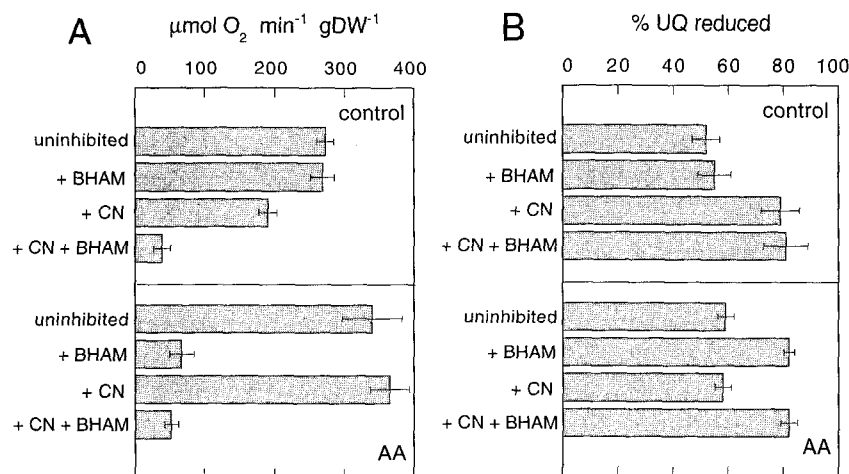 A
µmol O₂ min⁻¹ gDW⁻¹
0 100 200 300 400
control
uninhibited
+ BHAM
+ CN
+ CN + BHAM
uninhibited
+ BHAM
+ CN
+ CN + BHAM
AA
B
% UQ reduced
0 20 40 60 80 100
control
uninhibited
+ BHAM
+ CN
+ CN + BHAM
uninhibited
+ BHAM
+ CN
+ CN + BHAM
AA